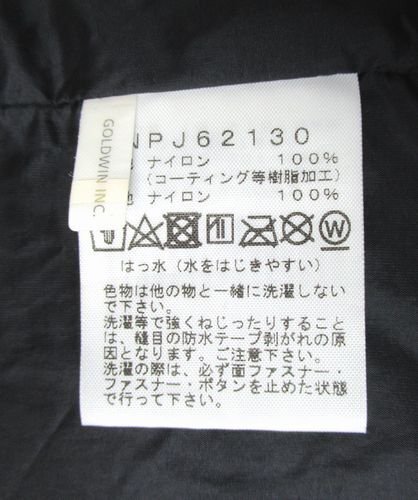 GOLDWIN INC.
NPJ62130
地 ナイロン 100%
(コーティング等樹脂加工)
地 ナイロン 100%
W
はっ水 (水をはじきやすい)
色物は他の物と一緒に洗濯しない
で下さい。
洗濯等で強くねじったりすること
は、縫目の防水テープ剥がれの原
因となります。ご注意下さい。
洗濯の際は、必ず面ファスナー・
ファスナー・ボタンを止めた状態
で行って下さい。